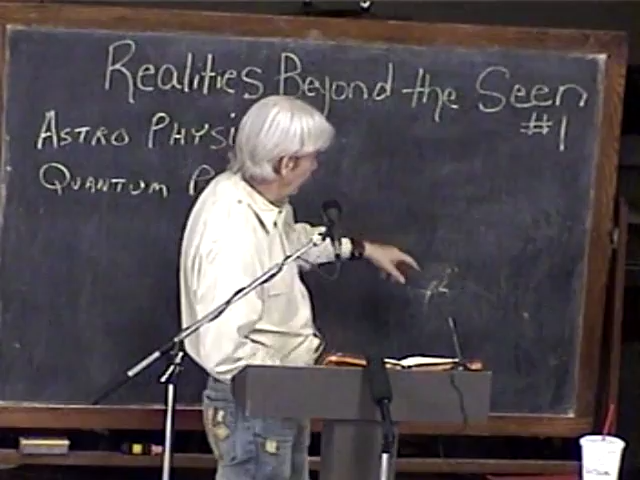 Realities Beyond the Seen
#1
ASTRO PHYSI
QUANTUM P